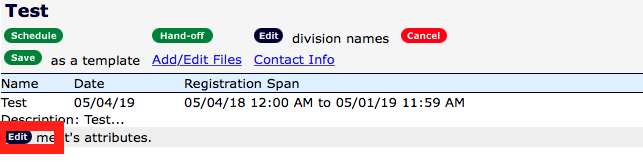 Test
Schedule Hand-off Edit division names Cancel
Save as a template Add/Edit Files Contact Info
Name Date Registration Span
Test 05/04/19 05/04/18 12:00 AM to 05/01/19 11:59 AM
Description: Test...
Edit meet's attributes.